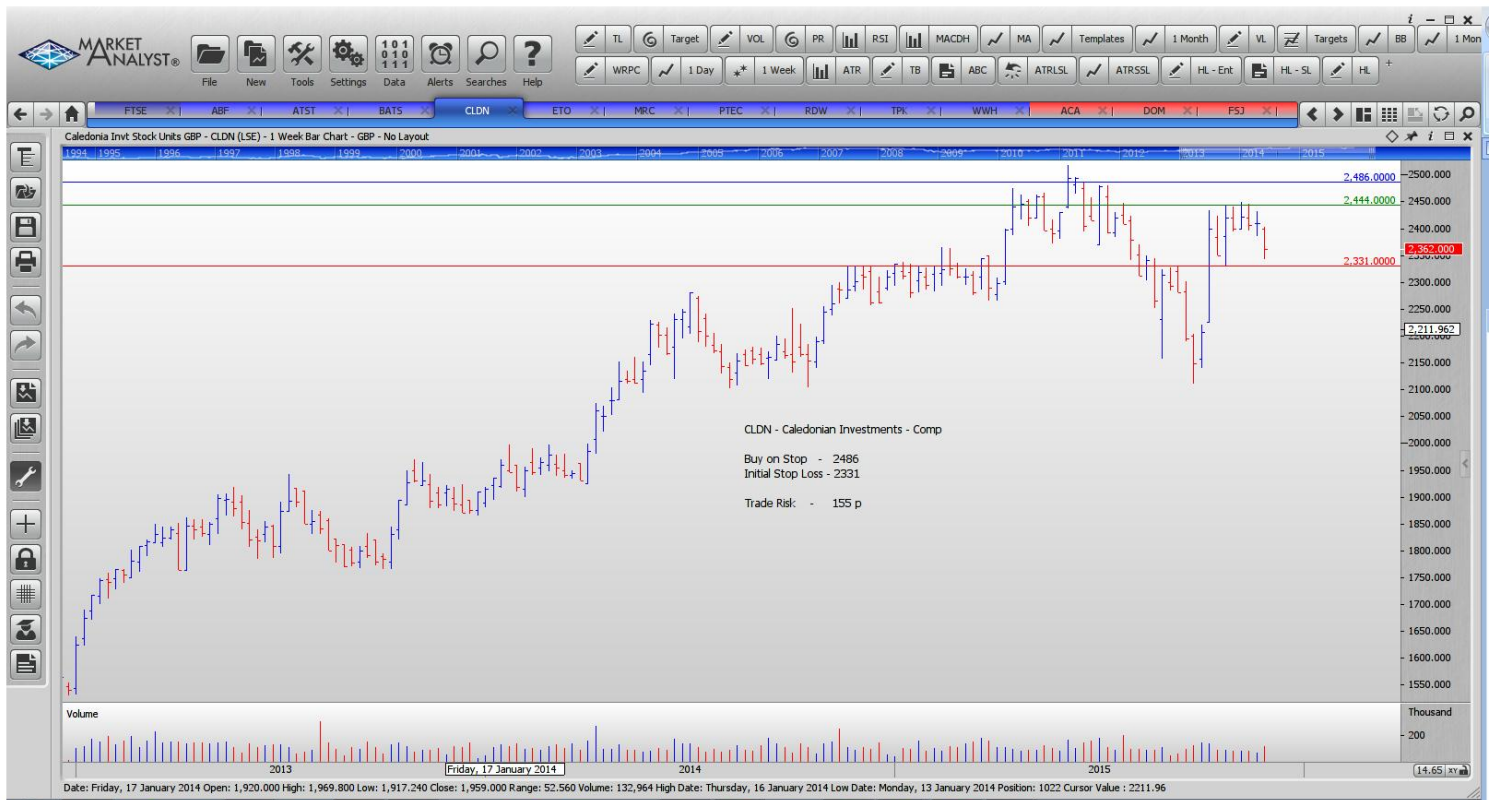 MARKET ANALYST®
File New Tools Settings Data Alerts Searches Help
TL Target VOL PR RSI MACDH MA Templates 1 Month VL Targets BB 1 Mon
WRPC 1 Day 1 Week ATR TB ABC ATRLSL ATRSSL HL - Ent HL - SL HL +
FTSE ABF ATST BATS CLDN ETO MRC PTEC RDW TPK WWH ACA DOM FSJ
Caledonia Invt Stock Units GBP - CLDN (LSE) - 1 Week Bar Chart - GBP - No Layout
1994 1995 1996 1997 1998 1999 2000 2001 2002 2003 2004 2005 2006 2007 2008 2009 2010 2011 2012 2013 2014 2015
2,486.0000
2,444.0000
2,331.0000
2500.000
2450.000
2400.000
2,362.000
2300.000
2250.000
2,211.962
2150.000
2100.000
2050.000
2000.000
1950.000
1900.000
1850.000
1800.000
1750.000
1700.000
1650.000
1600.000
1550.000
CLDN - Caledonian Investments - Comp
Buy on Stop - 2486
Initial Stop Loss - 2331
Trade Risk - 155 p
Volume
Thousand
200
2013 Friday, 17 January 2014 2014 2015
14.65 XY
Date: Friday, 17 January 2014 Open: 1,920.000 High: 1,969.800 Low: 1,917.240 Close: 1,959.000 Range: 52.560 Volume: 132,964 High Date: Thursday, 16 January 2014 Low Date: Monday, 13 January 2014 Position: 1022 Cursor Value : 2211.96